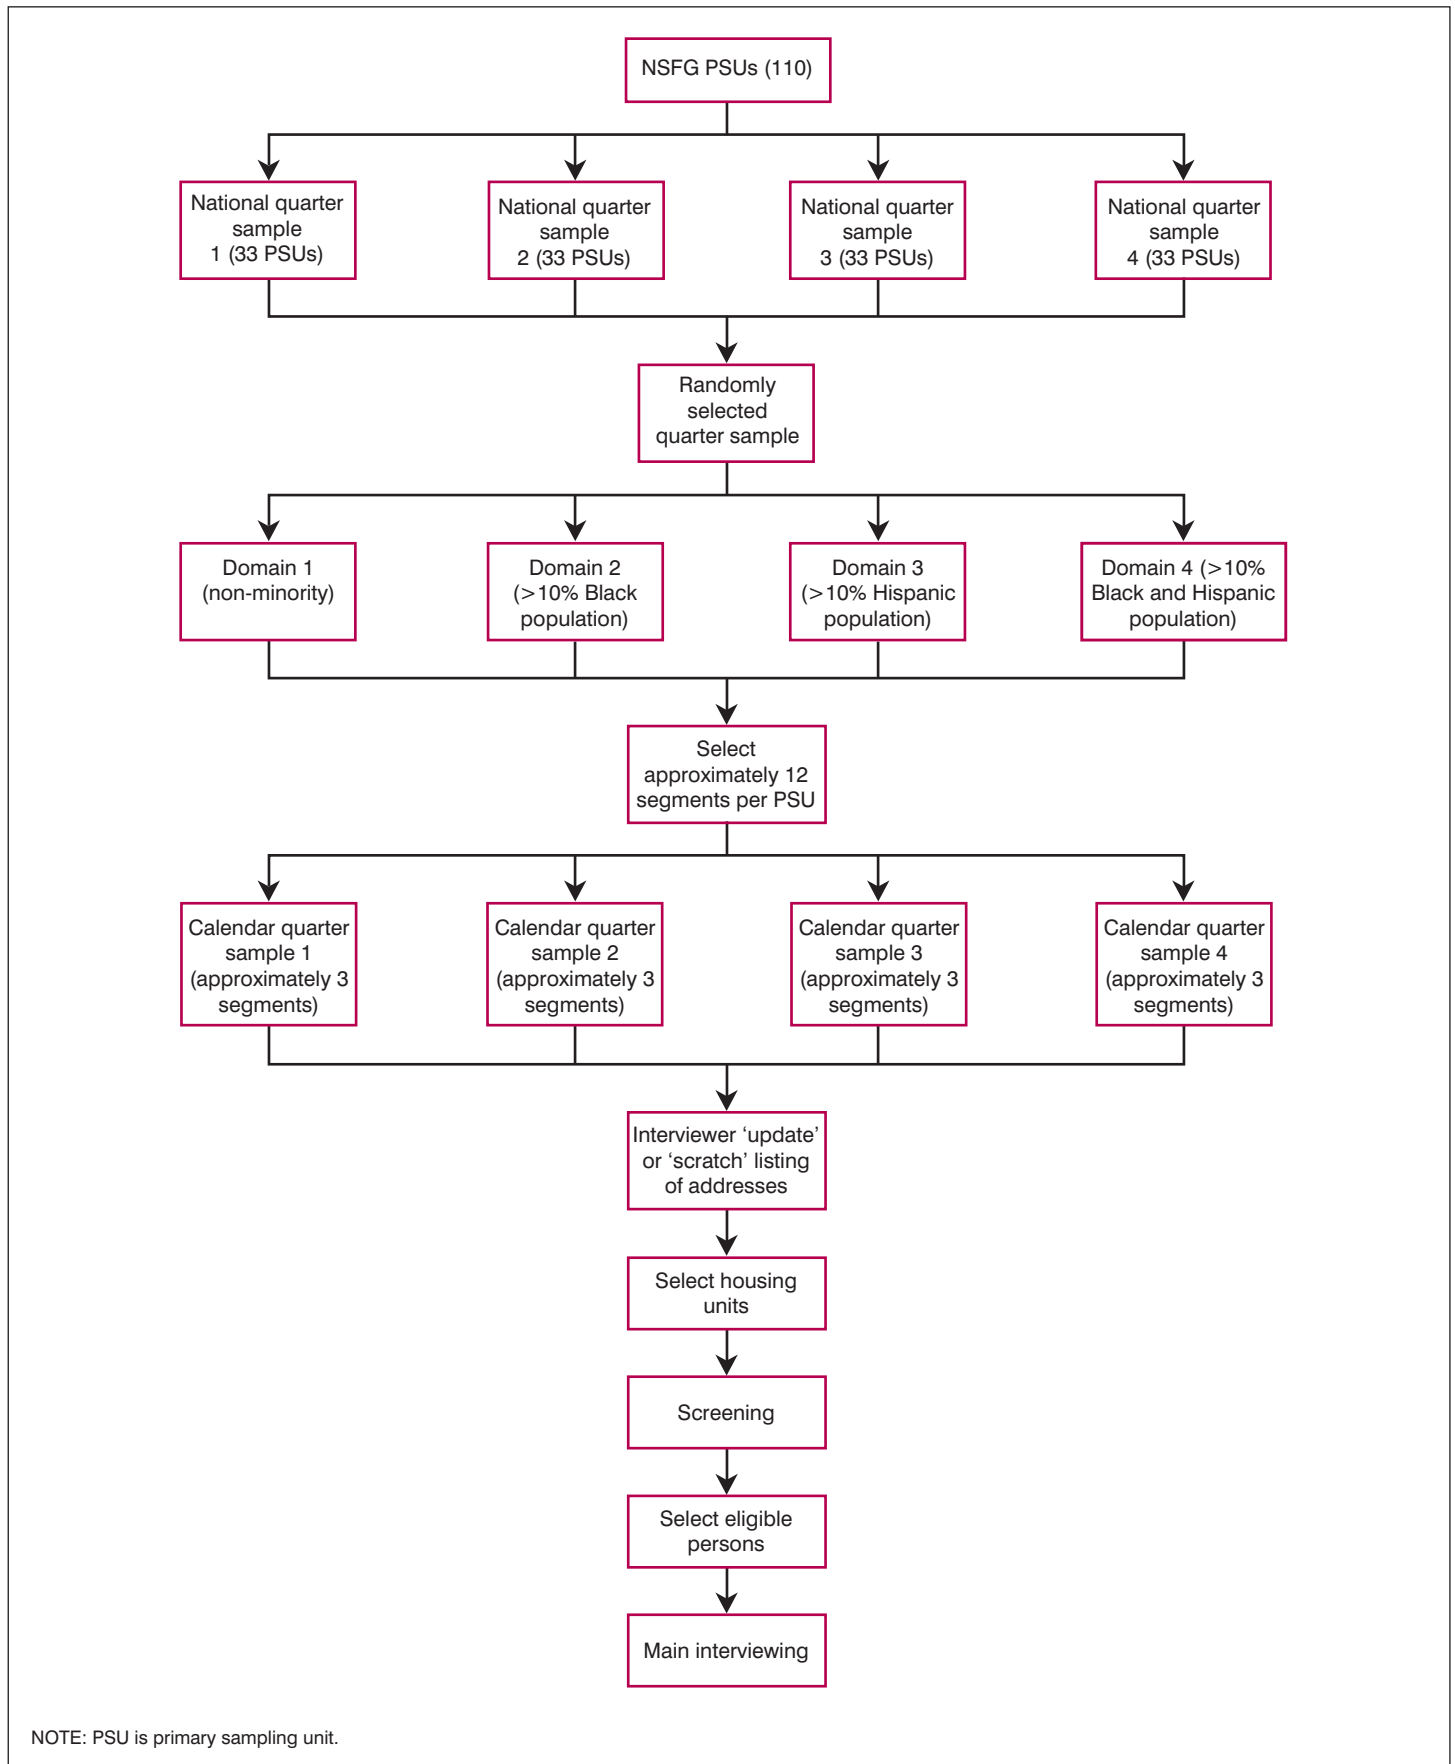 NSFG PSUs (110)
National quarter
sample
1 (33 PSUs)
National quarter
sample
2 (33 PSUs)
National quarter
sample
3 (33 PSUs)
National quarter
sample
4 (33 PSUs)
Randomly
selected
quarter sample
Domain 1
(non-minority)
Domain 2
(>10% Black
population)
Domain 3
(>10% Hispanic
population)
Domain 4 (>10%
Black and Hispanic
population)
Select
approximately 12
segments per PSU
Calendar quarter
sample 1
(approximately 3
segments)
Calendar quarter
sample 2
(approximately 3
segments)
Calendar quarter
sample 3
(approximately 3
segments)
Calendar quarter
sample 4
(approximately 3
segments)
Interviewer ‘update’
or ‘scratch’ listing
of addresses
Select housing
units
Screening
Select eligible
persons
Main interviewing
NOTE: PSU is primary sampling unit.